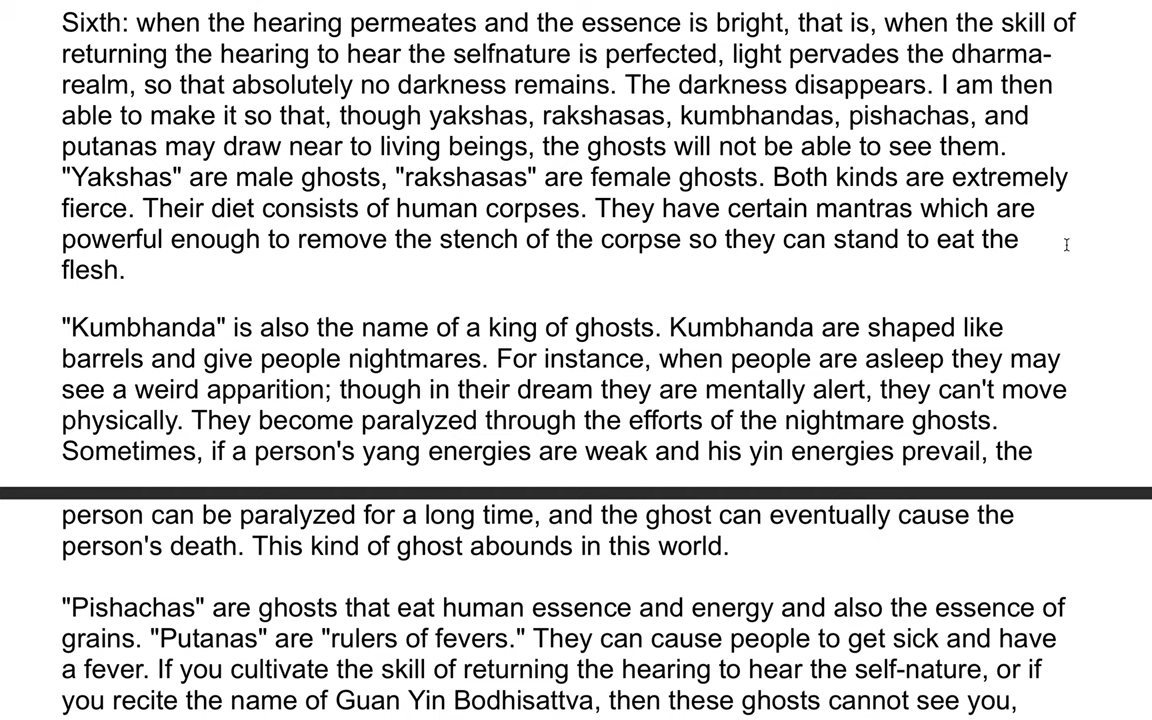 Sixth: when the hearing permeates and the essence is bright, that is, when the skill of
returning the hearing to hear the selfnature is perfected, light pervades the dharma-
realm, so that absolutely no darkness remains. The darkness disappears. I am then
able to make it so that, though yakshas, rakshasas, kumbhandas, pishachas, and
putanas may draw near to living beings, the ghosts will not be able to see them.
"Yakshas" are male ghosts, "rakshasas" are female ghosts. Both kinds are extremely
fierce. Their diet consists of human corpses. They have certain mantras which are
powerful enough to remove the stench of the corpse so they can stand to eat the
flesh.
"Kumbhanda" is also the name of a king of ghosts. Kumbhanda are shaped like
barrels and give people nightmares. For instance, when people are asleep they may
see a weird apparition; though in their dream they are mentally alert, they can't move
physically. They become paralyzed through the efforts of the nightmare ghosts.
Sometimes, if a person's yang energies are weak and his yin energies prevail, the
person can be paralyzed for a long time, and the ghost can eventually cause the
person's death. This kind of ghost abounds in this world.
"Pishachas" are ghosts that eat human essence and energy and also the essence of
grains. "Putanas" are "rulers of fevers." They can cause people to get sick and have
a fever. If you cultivate the skill of returning the hearing to hear the self-nature, or if
you recite the name of Guan Yin Bodhisattva, then these ghosts cannot see you,